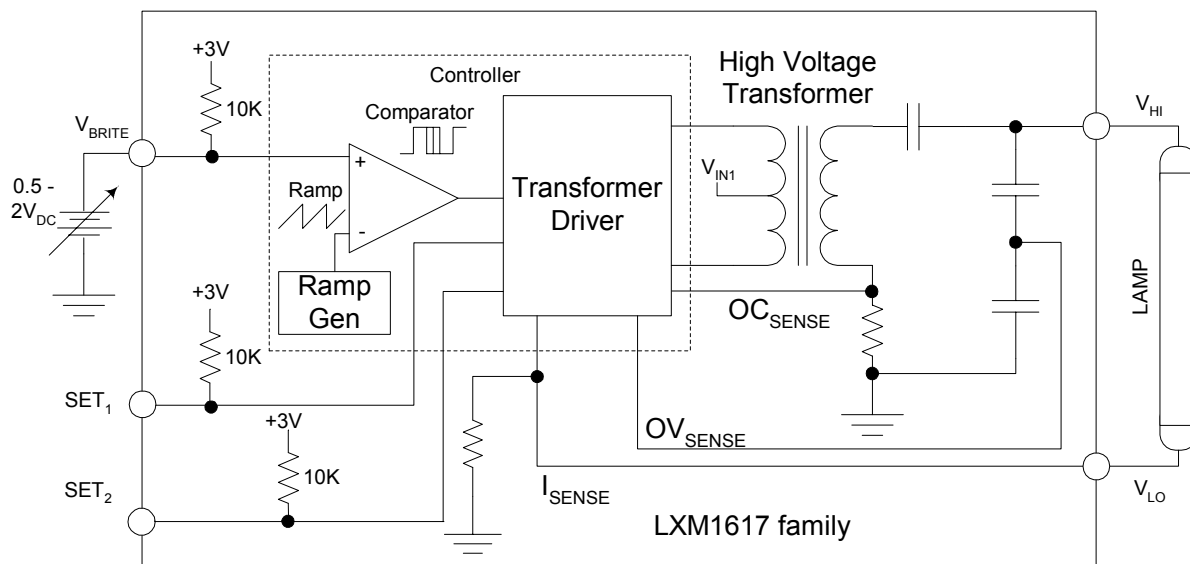 +3V
10K
V_BRITE
0.5 -
2V_DC
Controller
Comparator
+
-
Ramp
Ramp
Gen
Transformer
Driver
High Voltage
Transformer
V_IN1
V_HI
LAMP
OC_SENSE
+3V
10K
SET_1
+3V
10K
SET_2
OV_SENSE
I_SENSE
V_LO
LXM1617 family